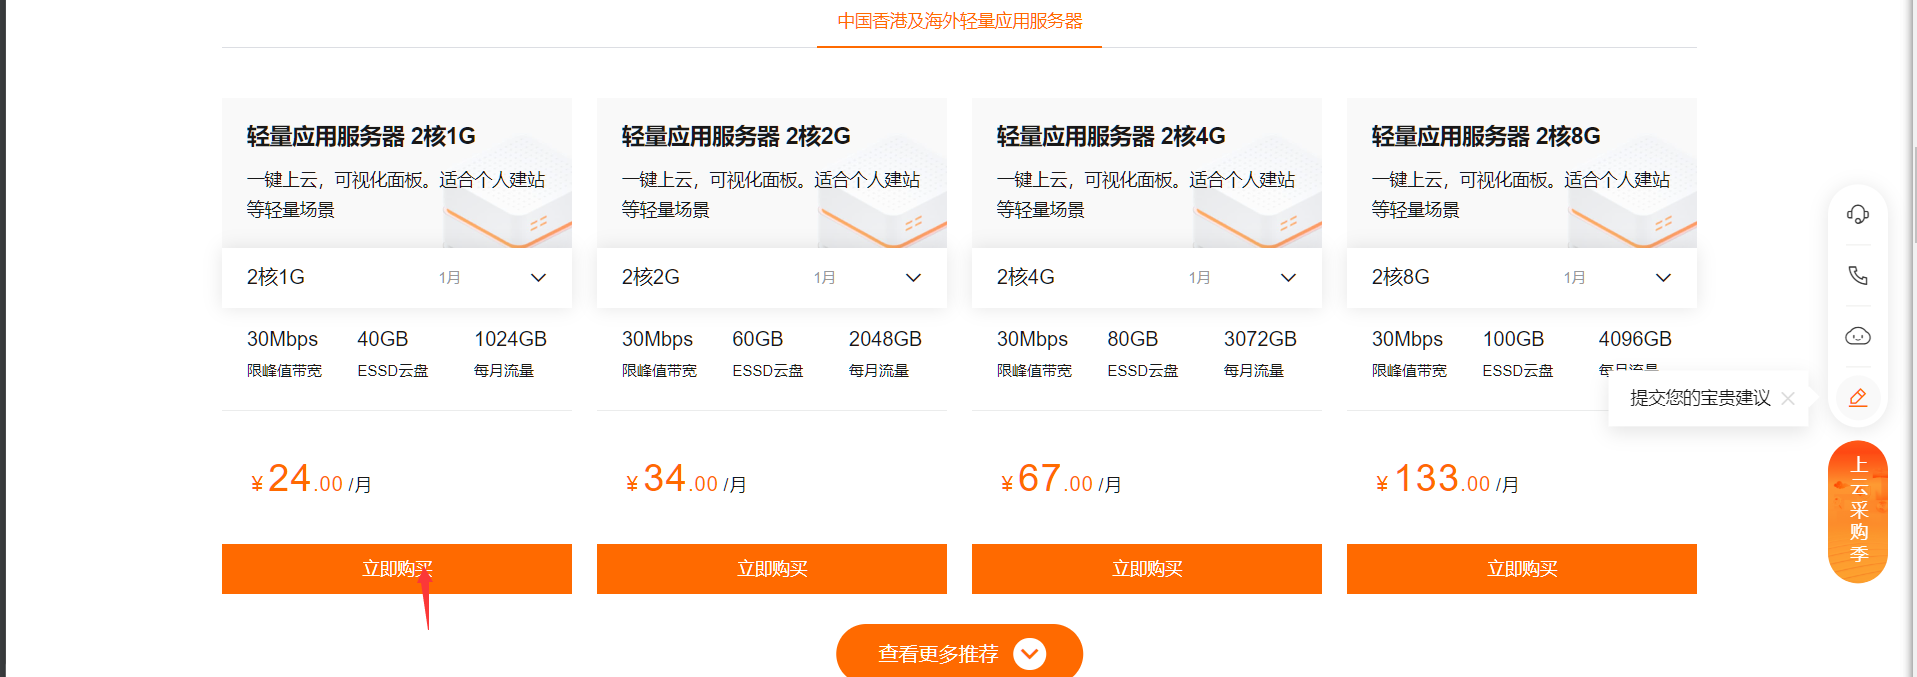 中国香港及海外轻量应用服务器
轻量应用服务器 2核1G
一键上云，可视化面板。适合个人建站
等轻量场景
2核1G 1月
30Mbps 40GB 1024GB
限峰值带宽 ESSD云盘 每月流量
¥24.00 /月
立即购买
轻量应用服务器 2核2G
一键上云，可视化面板。适合个人建站
等轻量场景
2核2G 1月
30Mbps 60GB 2048GB
限峰值带宽 ESSD云盘 每月流量
¥34.00 /月
立即购买
轻量应用服务器 2核4G
一键上云，可视化面板。适合个人建站
等轻量场景
2核4G 1月
30Mbps 80GB 3072GB
限峰值带宽 ESSD云盘 每月流量
¥67.00 /月
立即购买
轻量应用服务器 2核8G
一键上云，可视化面板。适合个人建站
等轻量场景
2核8G 1月
30Mbps 100GB 4096GB
限峰值带宽 ESSD云盘 每月流量
¥133.00 /月
立即购买
查看更多推荐
提交您的宝贵建议
上云采购季